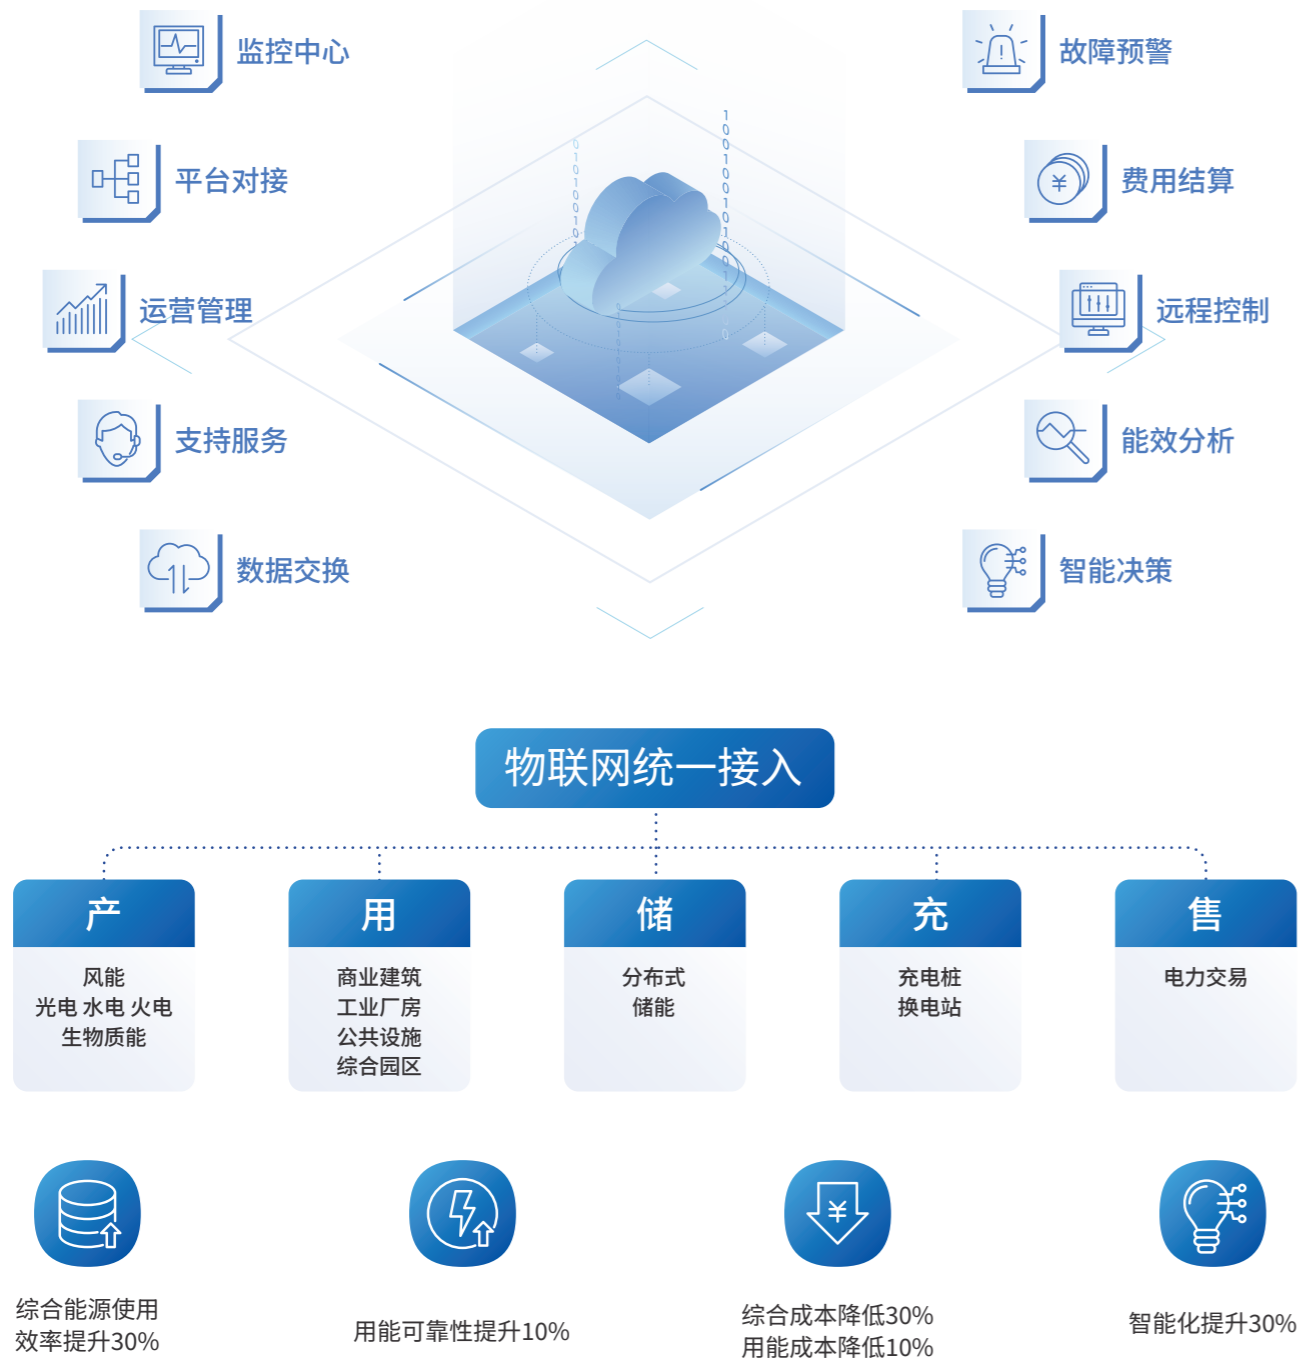 监控中心
平台对接
运营管理
支持服务
数据交换
故障预警
费用结算
远程控制
能效分析
智能决策
物联网统一接入
产
风能
光电 水电 火电
生物质能
用
商业建筑
工业厂房
公共设施
综合园区
储
分布式
储能
充
充电桩
换电站
售
电力交易
综合能源使用
效率提升30%
用能可靠性提升10%
综合成本降低30%
用能成本降低10%
智能化提升30%